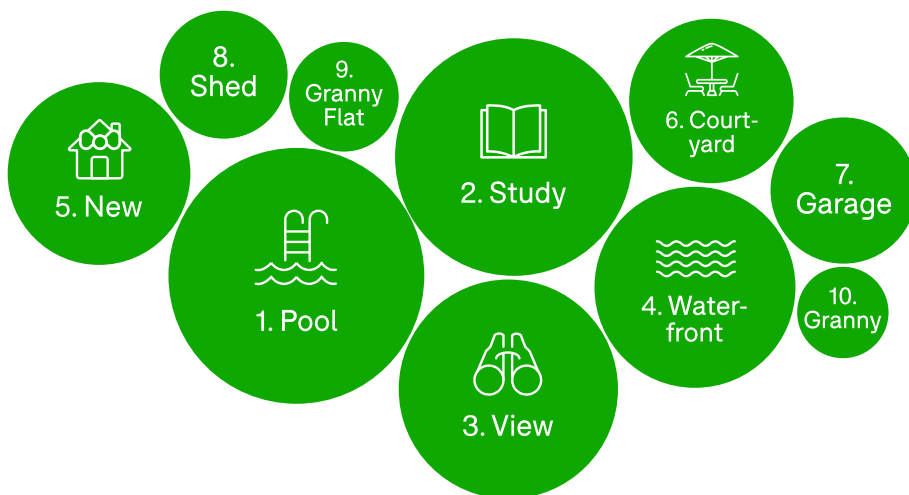 1. Pool
2. Study
3. View
4. Water-
front
5. New
6. Court-
yard
7.
Garage
8.
Shed
9.
Granny
Flat
10.
Granny